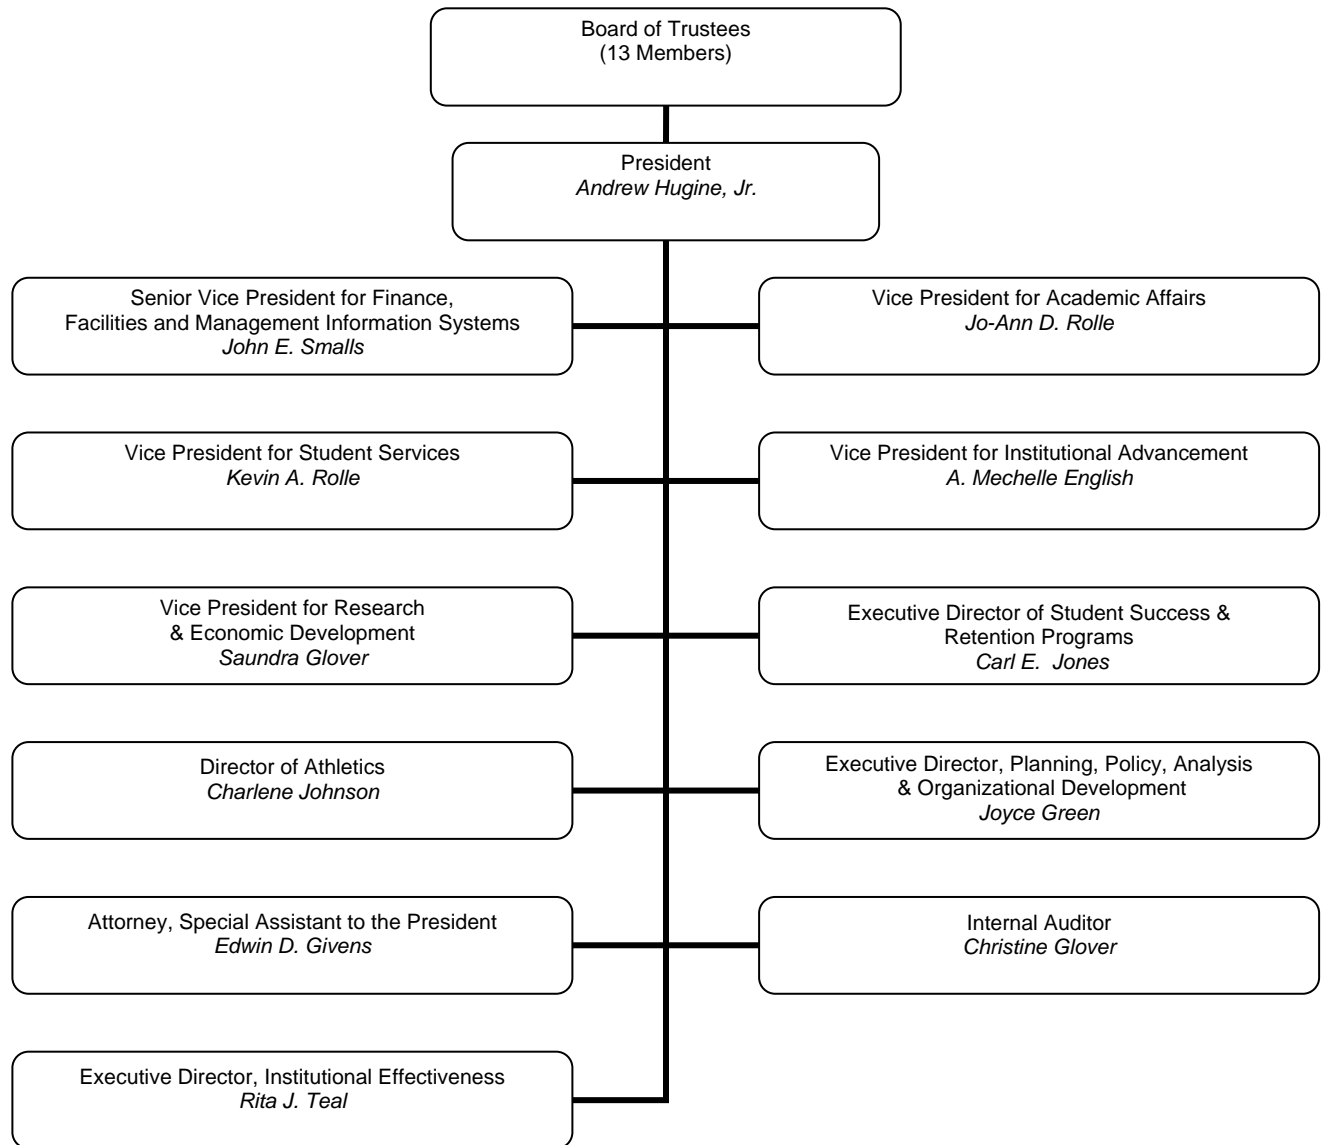 Board of Trustees
(13 Members)
President
Andrew Hugine, Jr.
Senior Vice President for Finance,
Facilities and Management Information Systems
John E. Smalls
Vice President for Academic Affairs
Jo-Ann D. Rolle
Vice President for Student Services
Kevin A. Rolle
Vice President for Institutional Advancement
A. Mechelle English
Vice President for Research
& Economic Development
Saundra Glover
Executive Director of Student Success &
Retention Programs
Carl E. Jones
Director of Athletics
Charlene Johnson
Executive Director, Planning, Policy, Analysis
& Organizational Development
Joyce Green
Attorney, Special Assistant to the President
Edwin D. Givens
Internal Auditor
Christine Glover
Executive Director, Institutional Effectiveness
Rita J. Teal